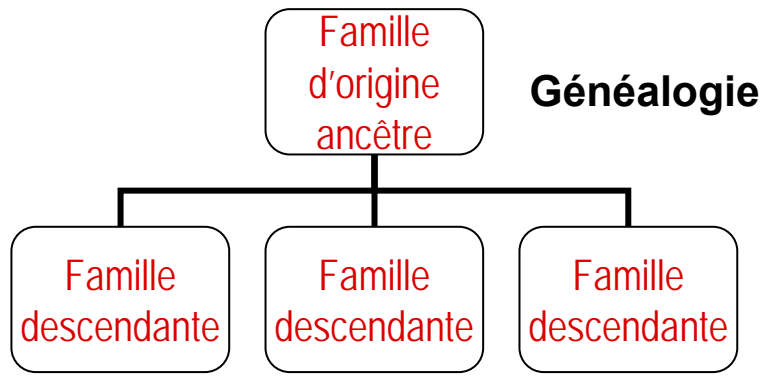 Famille
d'origine
ancêtre
Généalogie
Famille
descendante
Famille
descendante
Famille
descendante